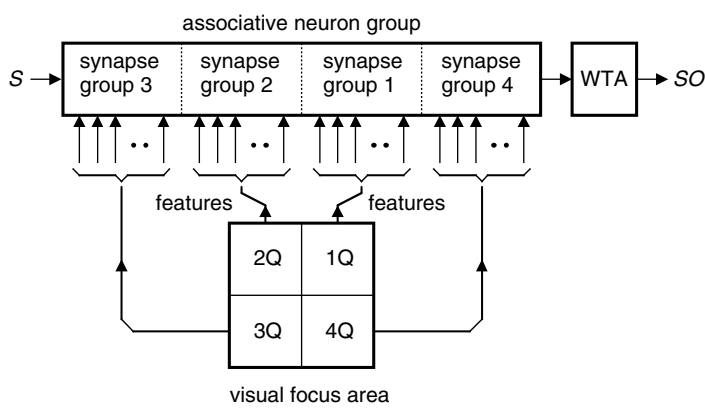 associative neuron group
S
synapse
group 3
synapse
group 2
synapse
group 1
synapse
group 4
WTA
SO
features
features
2Q
1Q
3Q
4Q
visual focus area